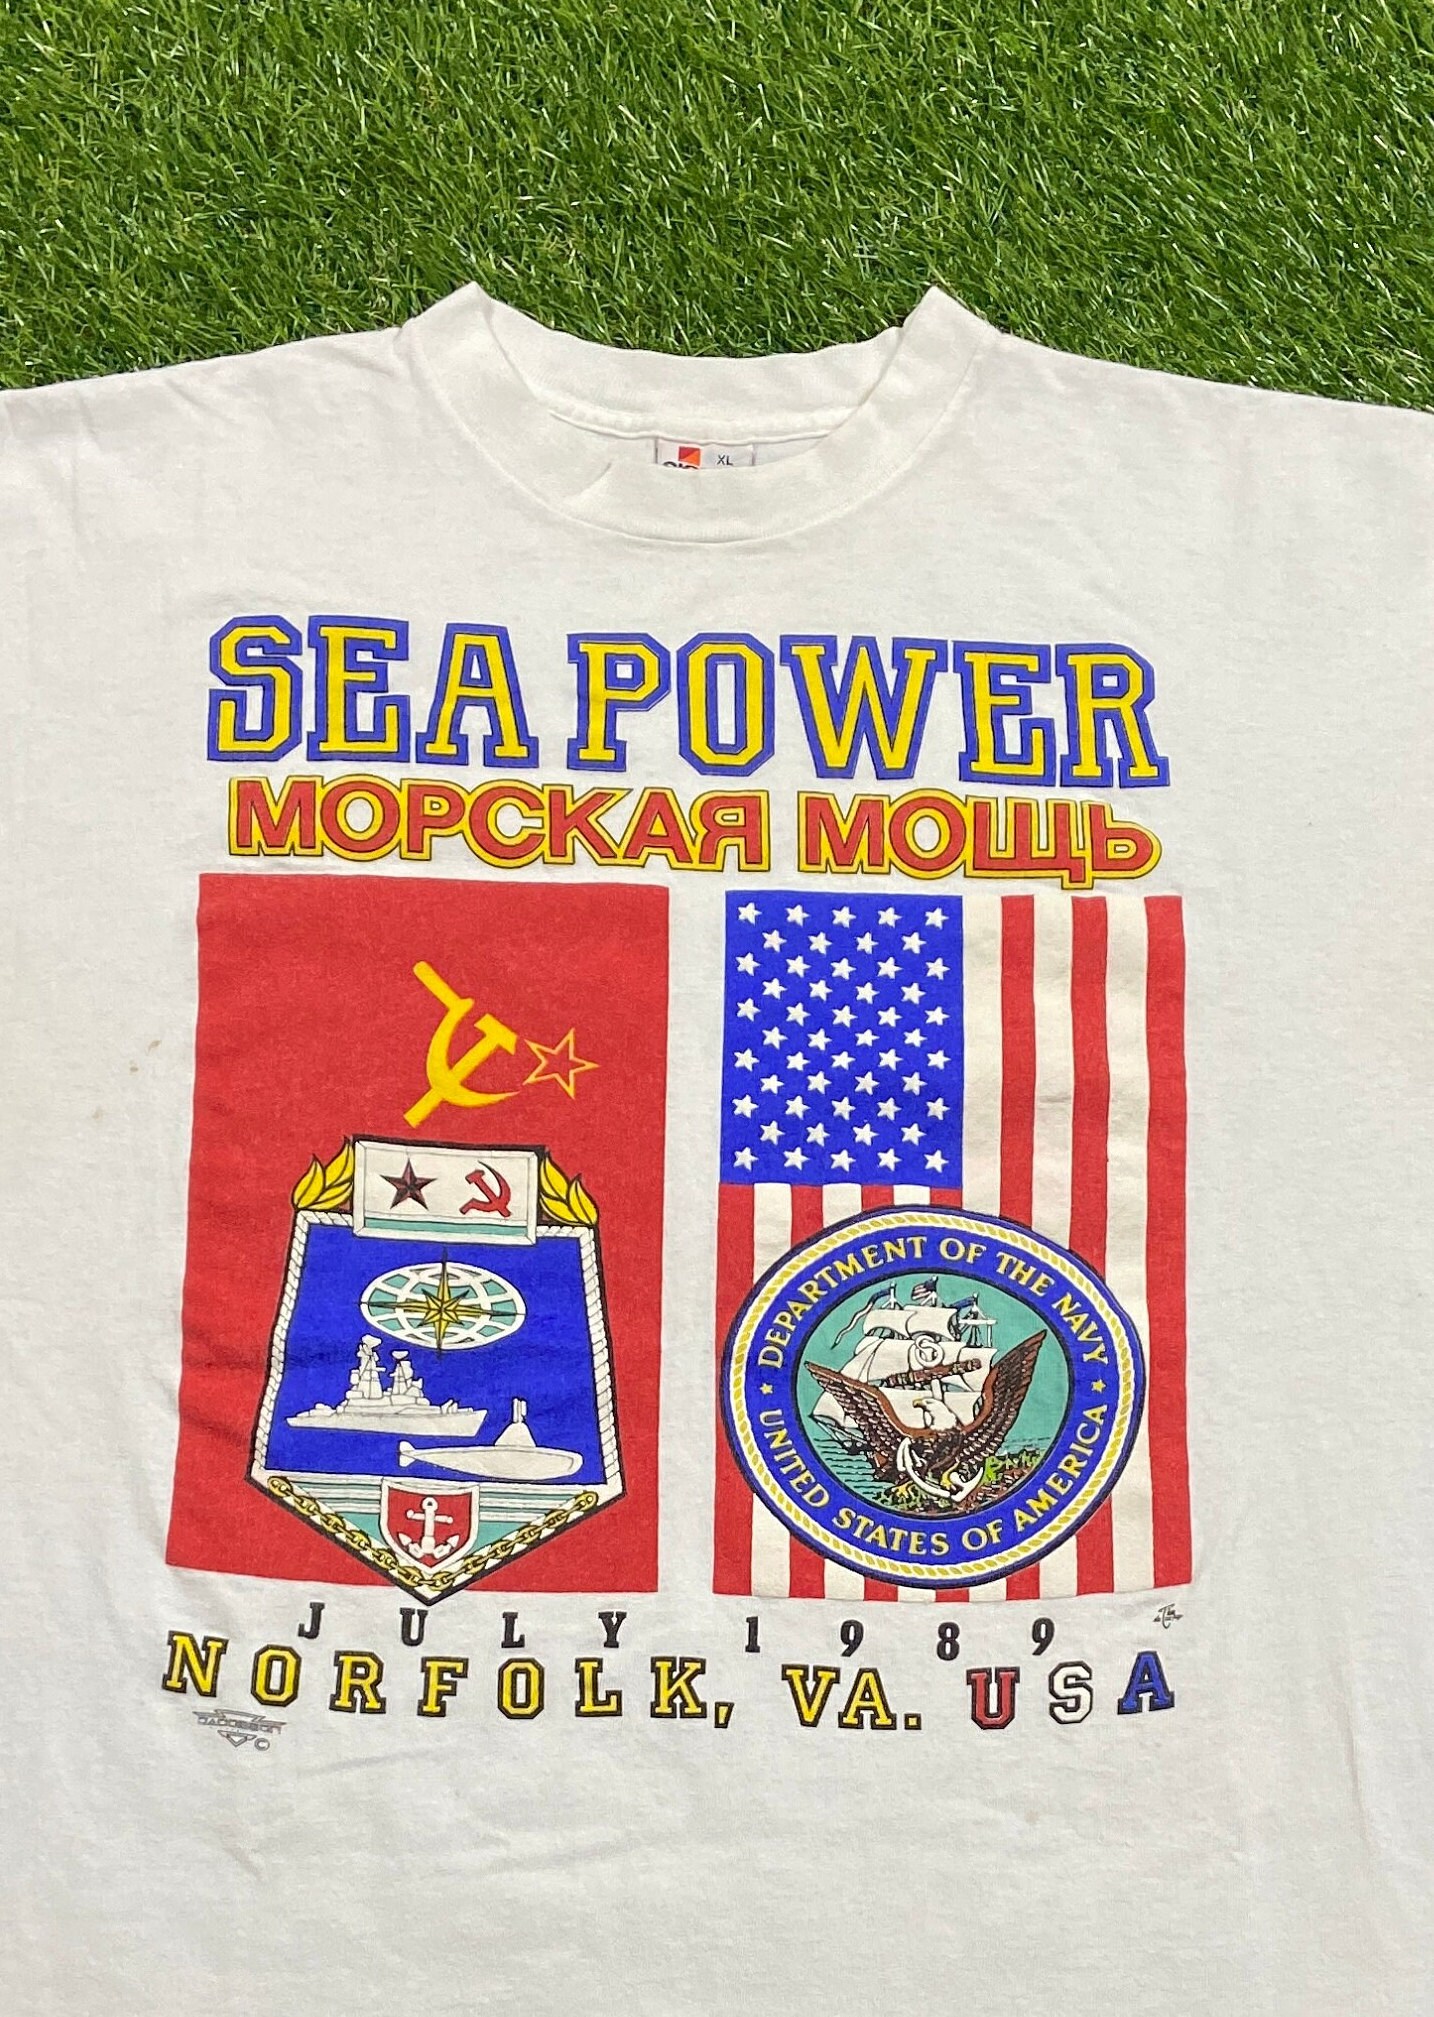 XL
SEA POWER
МОРСКАЯ МОЩЬ
DEPARTMENT OF THE NAVY
UNITED STATES OF AMERICA
JULY 1989
NORFOLK, VA. USA
©